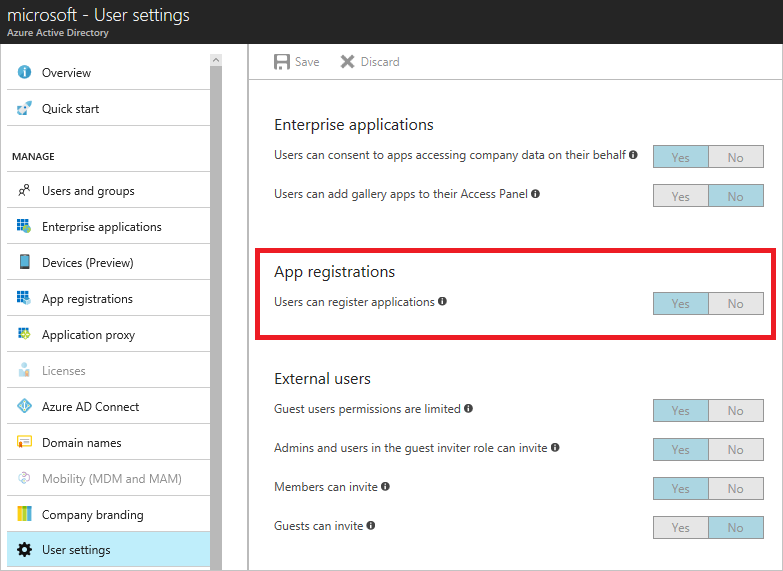 microsoft - User settings
Azure Active Directory
Overview
Quick start
MANAGE
Users and groups
Enterprise applications
Devices (Preview)
App registrations
Application proxy
Licenses
Azure AD Connect
Domain names
Mobility (MDM and MAM)
Company branding
User settings
Save Discard
Enterprise applications
Users can consent to apps accessing company data on their behalf Yes No
Users can add gallery apps to their Access Panel Yes No
App registrations
Users can register applications Yes No
External users
Guest users permissions are limited Yes No
Admins and users in the guest inviter role can invite Yes No
Members can invite Yes No
Guests can invite Yes No